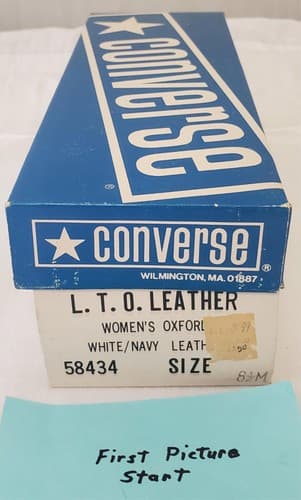 converse
converse
WILMINGTON, MA. 01887
L. T. O. LEATHER
WOMEN'S OXFORD
WHITE/NAVY LEATH
58434 SIZE
8½M
First Picture
Start